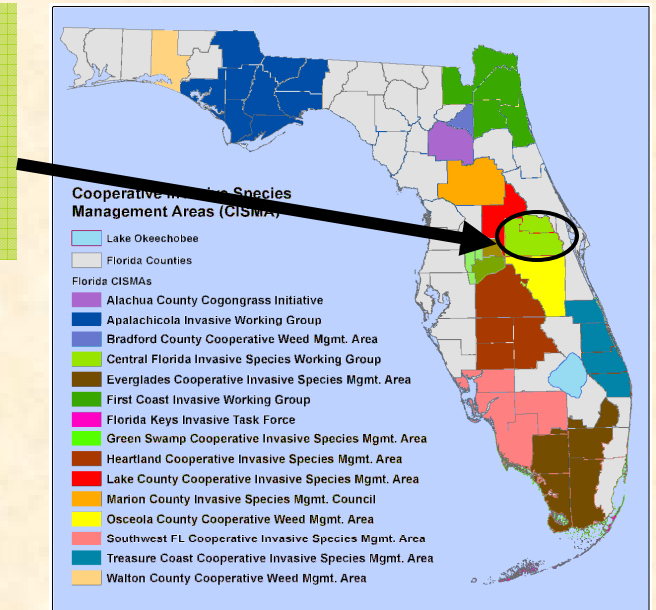 Cooperative Invasive Species
Management Areas (CISMA)
Lake Okeechobee
Florida Counties
Florida CISMAs
Alachua County Cogongrass Initiative
Apalachicola Invasive Working Group
Bradford County Cooperative Weed Mgmt. Area
Central Florida Invasive Species Working Group
Everglades Cooperative Invasive Species Mgmt. Area
First Coast Invasive Working Group
Florida Keys Invasive Task Force
Green Swamp Cooperative Invasive Species Mgmt. Area
Heartland Cooperative Invasive Species Mgmt. Area
Lake County Cooperative Invasive Species Mgmt. Area
Marion County Invasive Species Mgmt. Council
Osceola County Cooperative Weed Mgmt. Area
Southwest FL Cooperative Invasive Species Mgmt. Area
Treasure Coast Cooperative Invasive Species Mgmt. Area
Walton County Cooperative Weed Mgmt. Area